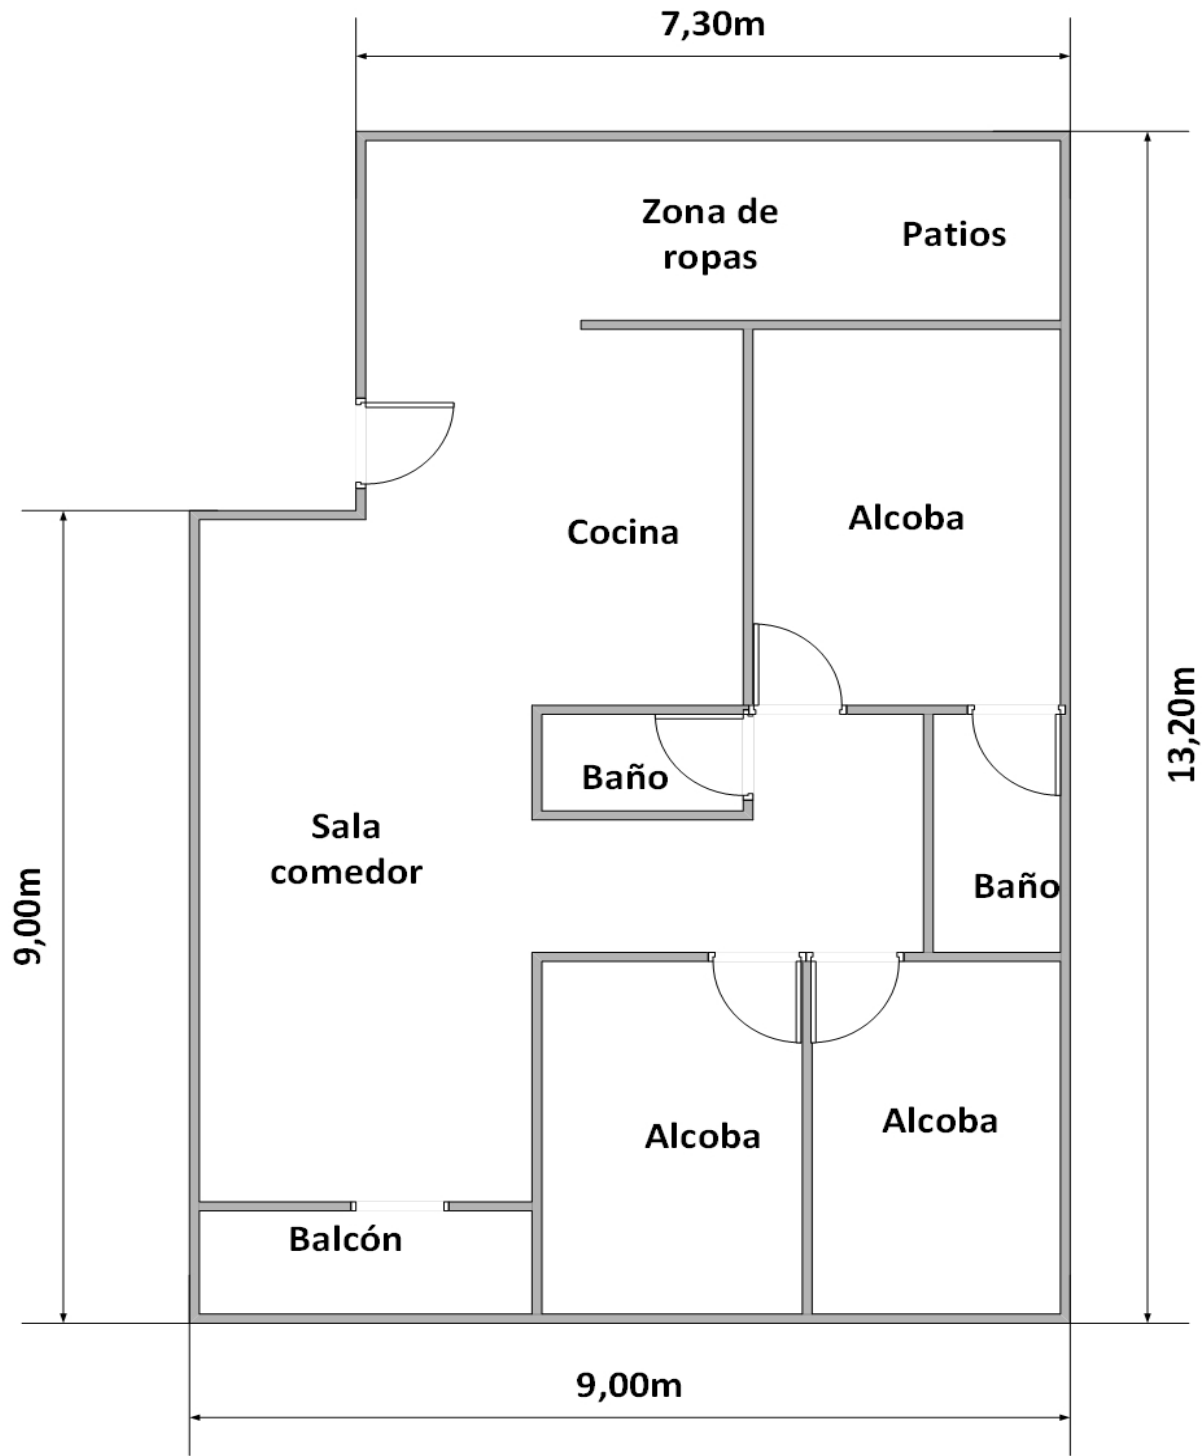 7,30m
Zona de
ropas
Patios
Cocina
Alcoba
13,20m
Baño
Sala
comedor
Baño
9,00m
Alcoba
Alcoba
Balcón
9,00m